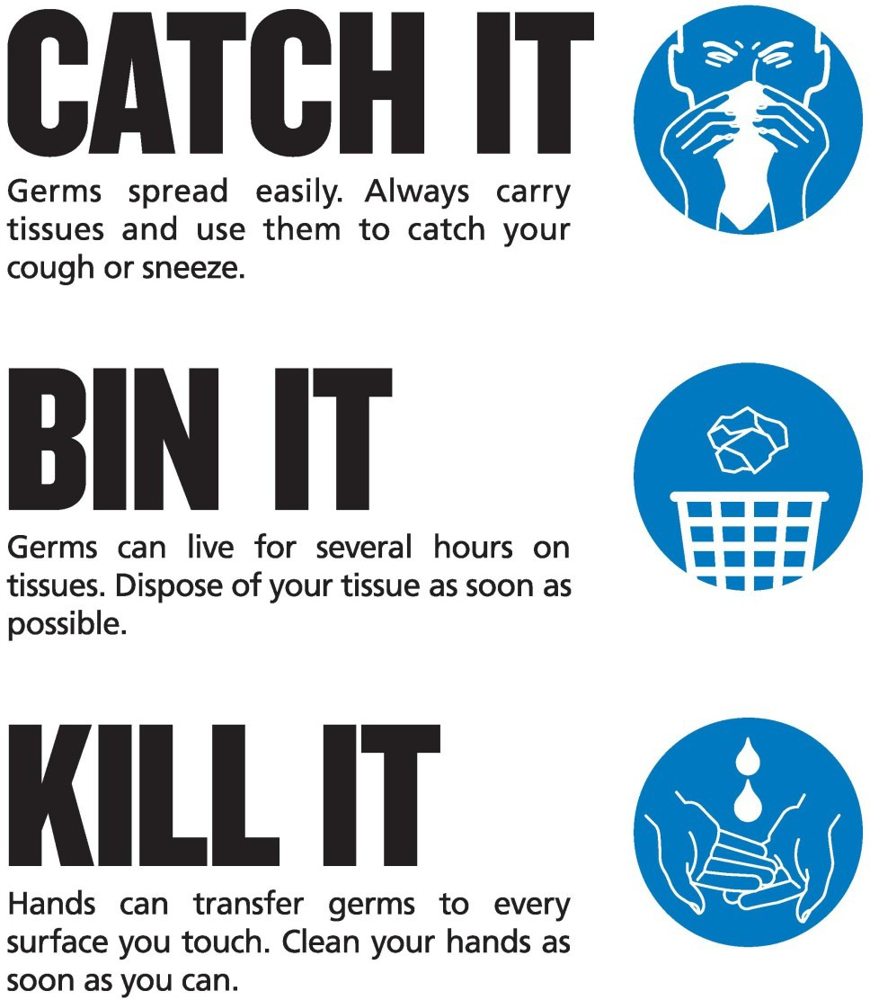 CATCH IT
Germs spread easily. Always carry
tissues and use them to catch your
cough or sneeze.
BIN IT
Germs can live for several hours on
tissues. Dispose of your tissue as soon as
possible.
KILL IT
Hands can transfer germs to every
surface you touch. Clean your hands as
soon as you can.